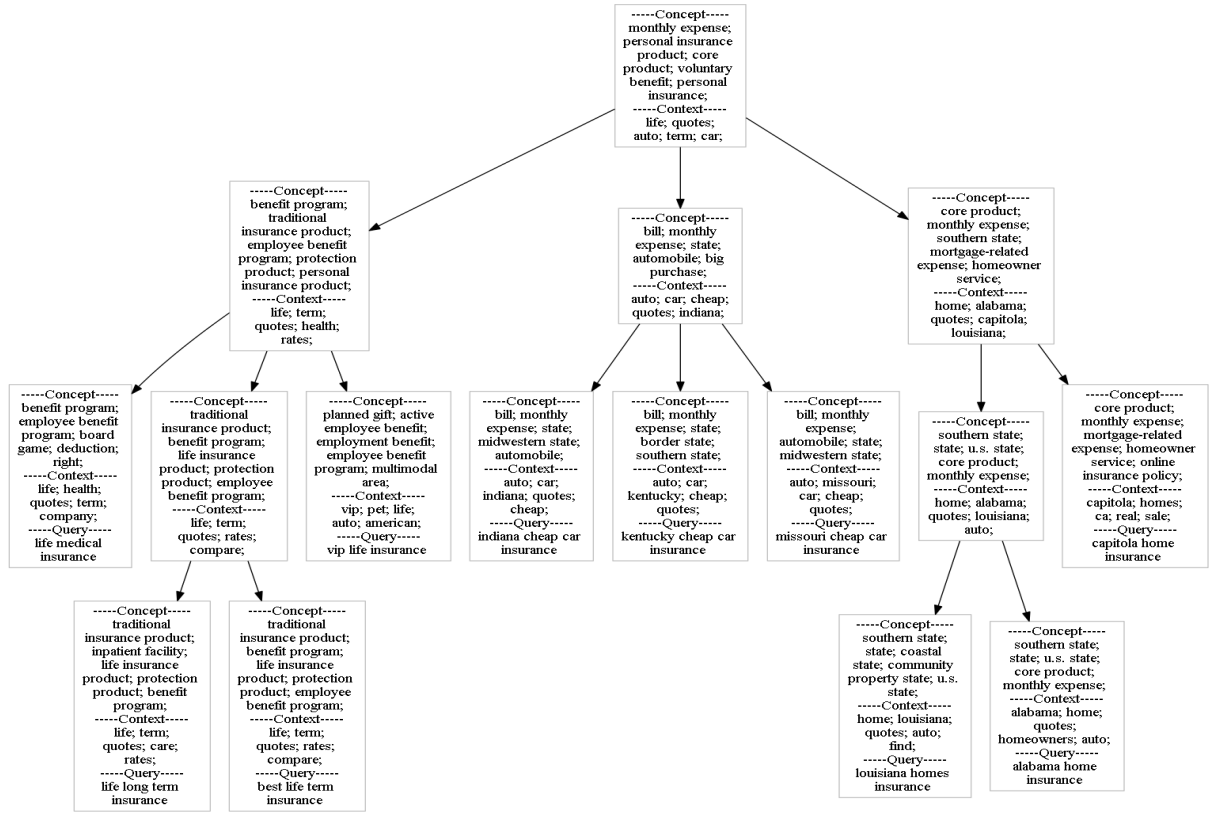 -----Concept-----
monthly expense;
personal insurance
product; core
product; voluntary
benefit; personal
insurance;
-----Context-----
life; quotes;
auto; term; car;
-----Concept-----
benefit program;
traditional
insurance product;
employee benefit
program; protection
product; personal
insurance product;
-----Context-----
life; term;
quotes; health;
rates;
-----Concept-----
bill; monthly
expense; state;
automobile; big
purchase;
-----Context-----
auto; car; cheap;
quotes; indiana;
-----Concept-----
core product;
monthly expense;
southern state;
mortgage-related
expense; homeowner
service;
-----Context-----
home; alabama;
quotes; capitola;
louisiana;
-----Concept-----
benefit program;
employee benefit
program; board
game; deduction;
right;
-----Context-----
life; health;
quotes; term;
company;
-----Query-----
life medical
insurance
-----Concept-----
traditional
insurance product;
benefit program;
life insurance
product; protection
product; employee
benefit program;
-----Context-----
life; term;
quotes; rates;
compare;
-----Concept-----
planned gift; active
employee benefit;
employment benefit;
employee benefit
program; multimodal
area;
-----Context-----
vip; pet; life;
auto; american;
-----Query-----
vip life insurance
-----Concept-----
bill; monthly
expense; state;
midwestern state;
automobile;
-----Context-----
auto; car;
indiana; quotes;
cheap;
-----Query-----
indiana cheap car
insurance
-----Concept-----
bill; monthly
expense; state;
border state;
southern state;
-----Context-----
auto; car;
kentucky; cheap;
quotes;
-----Query-----
kentucky cheap car
insurance
-----Concept-----
bill; monthly
expense;
automobile; state;
midwestern state;
-----Context-----
auto; missouri;
car; cheap;
quotes;
-----Query-----
missouri cheap car
insurance
-----Concept-----
southern state;
state; u.s. state;
core product;
monthly expense;
-----Context-----
home; alabama;
quotes; louisiana;
auto;
-----Concept-----
core product;
monthly expense;
mortgage-related
expense; homeowner
service; online
insurance policy;
-----Context-----
capitola; homes;
ca; real; sale;
-----Query-----
capitola home
insurance
-----Concept-----
traditional
insurance product;
inpatient facility;
life insurance
product; protection
product; benefit
program;
-----Context-----
life; term;
quotes; care;
rates;
-----Query-----
life long term
insurance
-----Concept-----
traditional
insurance product;
benefit program;
life insurance
product; protection
product; employee
benefit program;
-----Context-----
life; term;
quotes; rates;
compare;
-----Query-----
best life term
insurance
-----Concept-----
southern state;
state; coastal
state; community
property state; u.s.
state;
-----Context-----
home; louisiana;
quotes; auto;
find;
-----Query-----
louisiana homes
insurance
-----Concept-----
southern state;
state; u.s. state;
core product;
monthly expense;
-----Context-----
alabama; home;
quotes;
homeowners; auto;
-----Query-----
alabama home
insurance